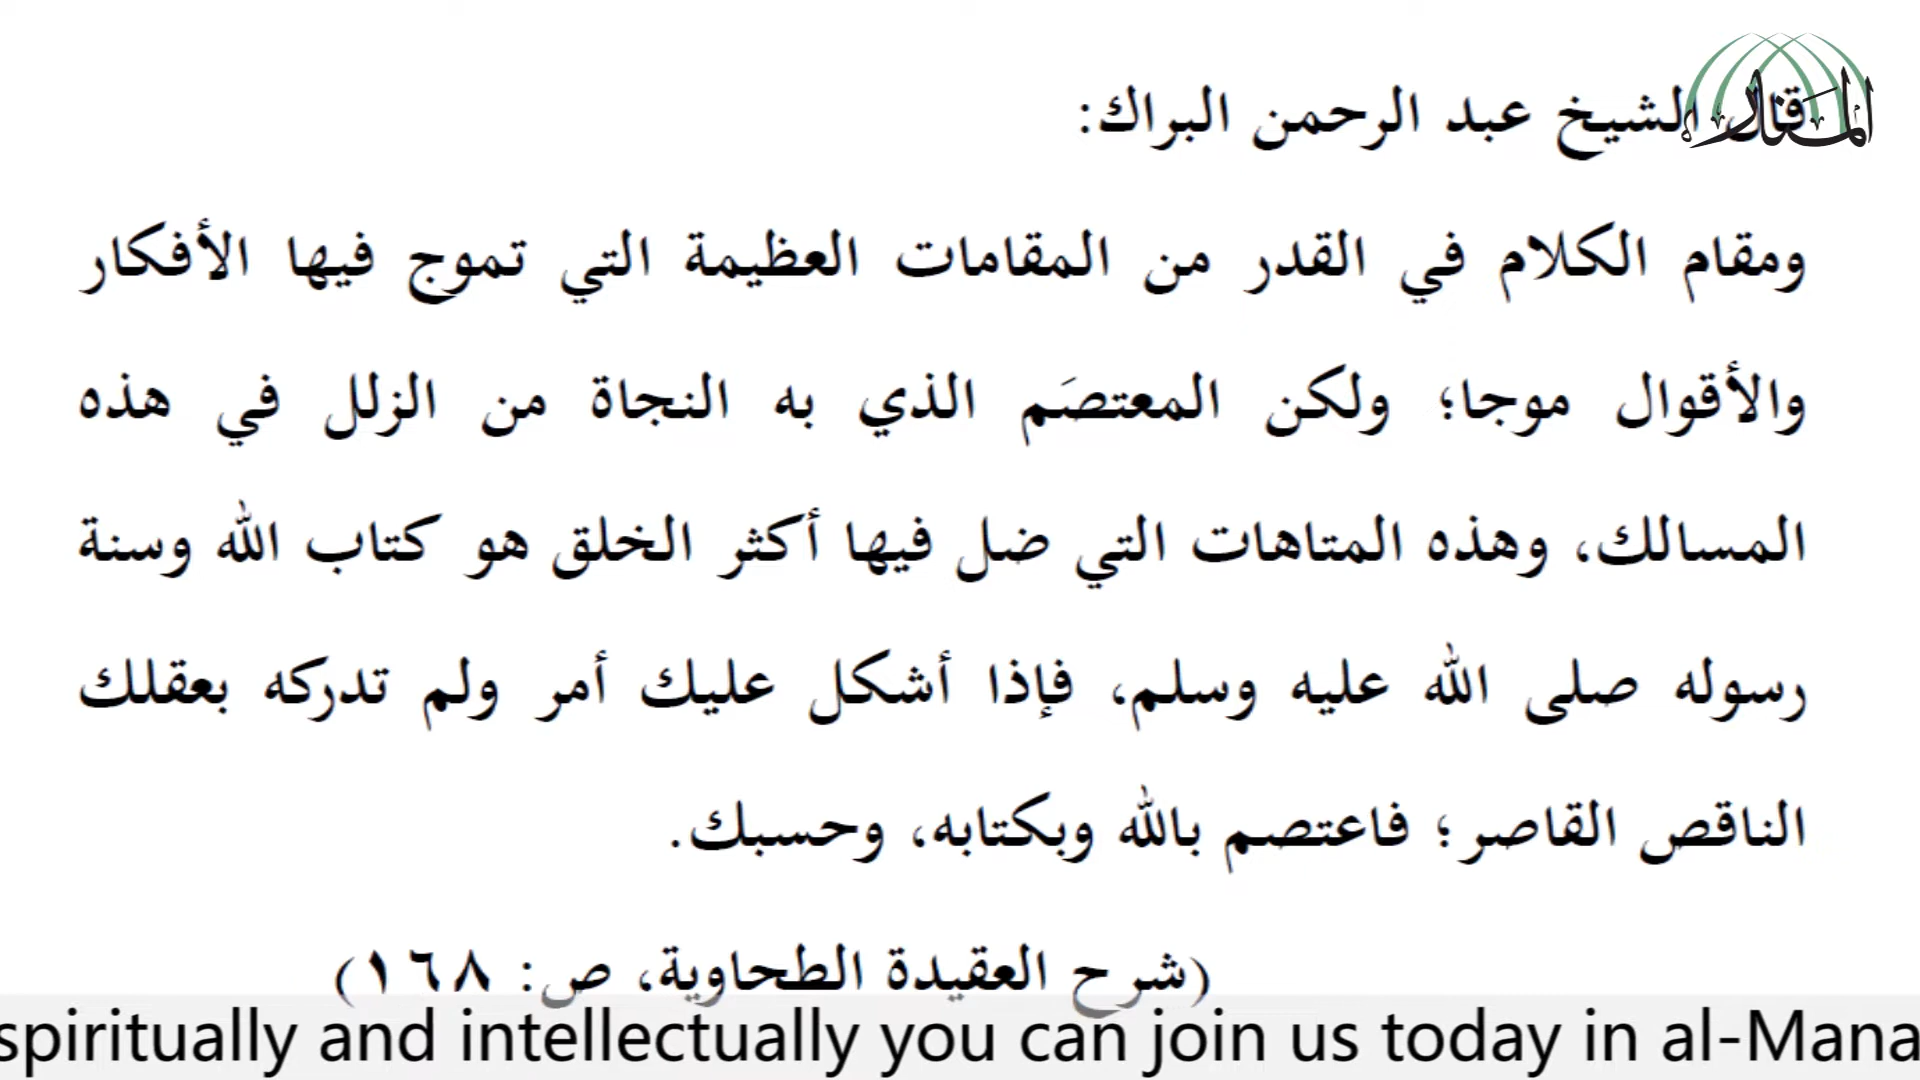 قال الشيخ عبد الرحمن البراك:
المنارة
ومقام الكلام في القدر من المقامات العظيمة التي تموج فيها الأفكار
والأقوال موجا؛ ولكن المعتصَم الذي به النجاة من الزلل في هذه
المسالك، وهذه المتاهات التي ضل فيها أكثر الخلق هو كتاب الله وسنة
رسوله صلى الله عليه وسلم، فإذا أشكل عليك أمر ولم تدركه بعقلك
الناقص القاصر؛ فاعتصم بالله وبكتابه، وحسبك.
(شرح العقيدة الطحاوية، ص: ١٦٨)
spiritually and intellectually you can join us today in al-Mana